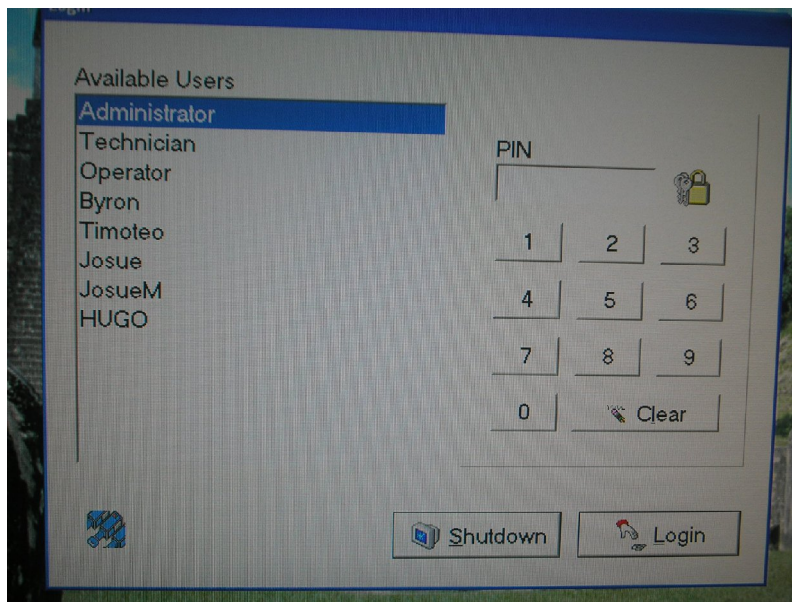 Login
Available Users
Administrator
Technician
Operator
Byron
Timoteo
Josue
JosueM
HUGO
PIN
1 2 3
4 5 6
7 8 9
0 Clear
Shutdown Login